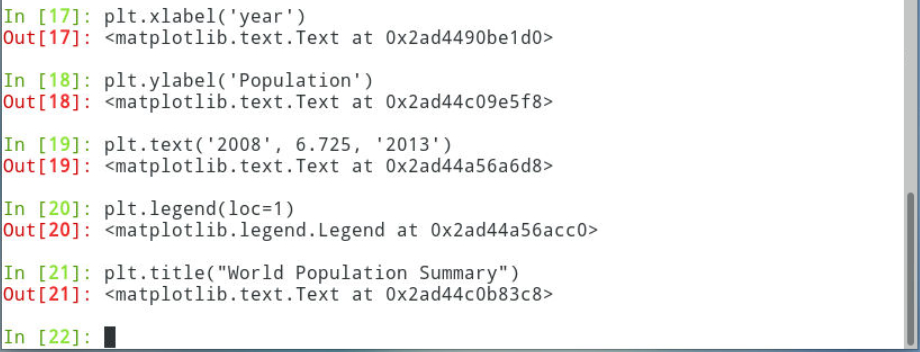 In [17]: plt.xlabel('year')
Out[17]: <matplotlib.text.Text at 0x2ad4490be1d0>
In [18]: plt.ylabel('Population')
Out[18]: <matplotlib.text.Text at 0x2ad44c09e5f8>
In [19]: plt.text('2008', 6.725, '2013')
Out[19]: <matplotlib.text.Text at 0x2ad44a56a6d8>
In [20]: plt.legend(loc=1)
Out[20]: <matplotlib.legend.Legend at 0x2ad44a56acc0>
In [21]: plt.title("World Population Summary")
Out[21]: <matplotlib.text.Text at 0x2ad44c0b83c8>
In [22]: